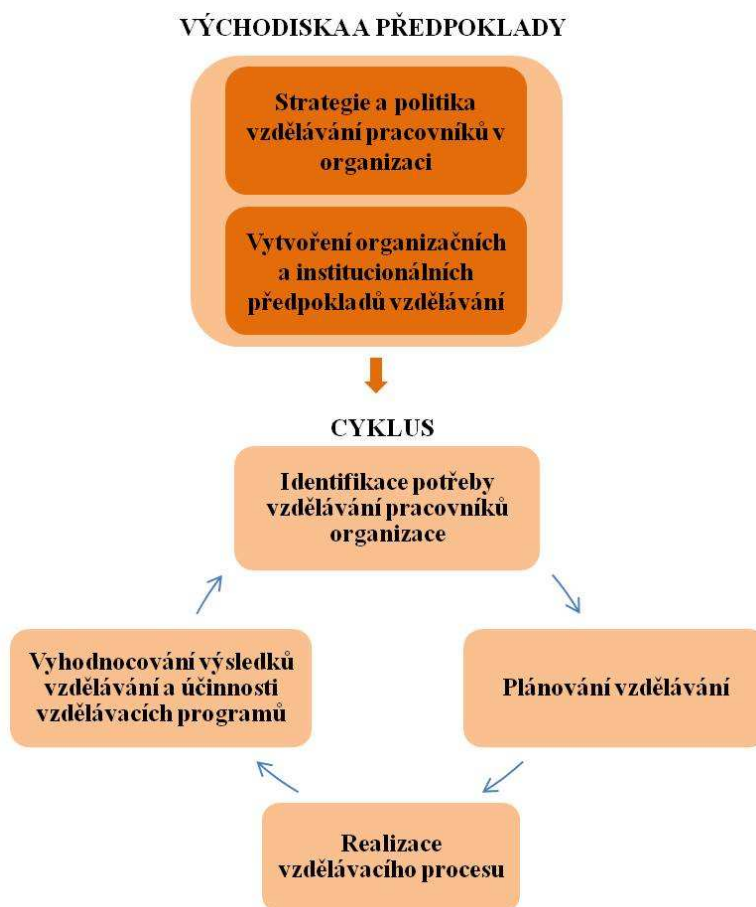 VÝCHODISKA A PŘEDPOKLADY
Strategie a politika
vzdělávání pracovníků v
organizaci
Vytvoření organizačních
a institucionálních
předpokladů vzdělávání
CYKLUS
Identifikace potřeby
vzdělávání pracovníků
organizace
Vyhodnocování výsledků
vzdělávání a účinnosti
vzdělávacích programů
Plánování vzdělávání
Realizace
vzdělávacího procesu